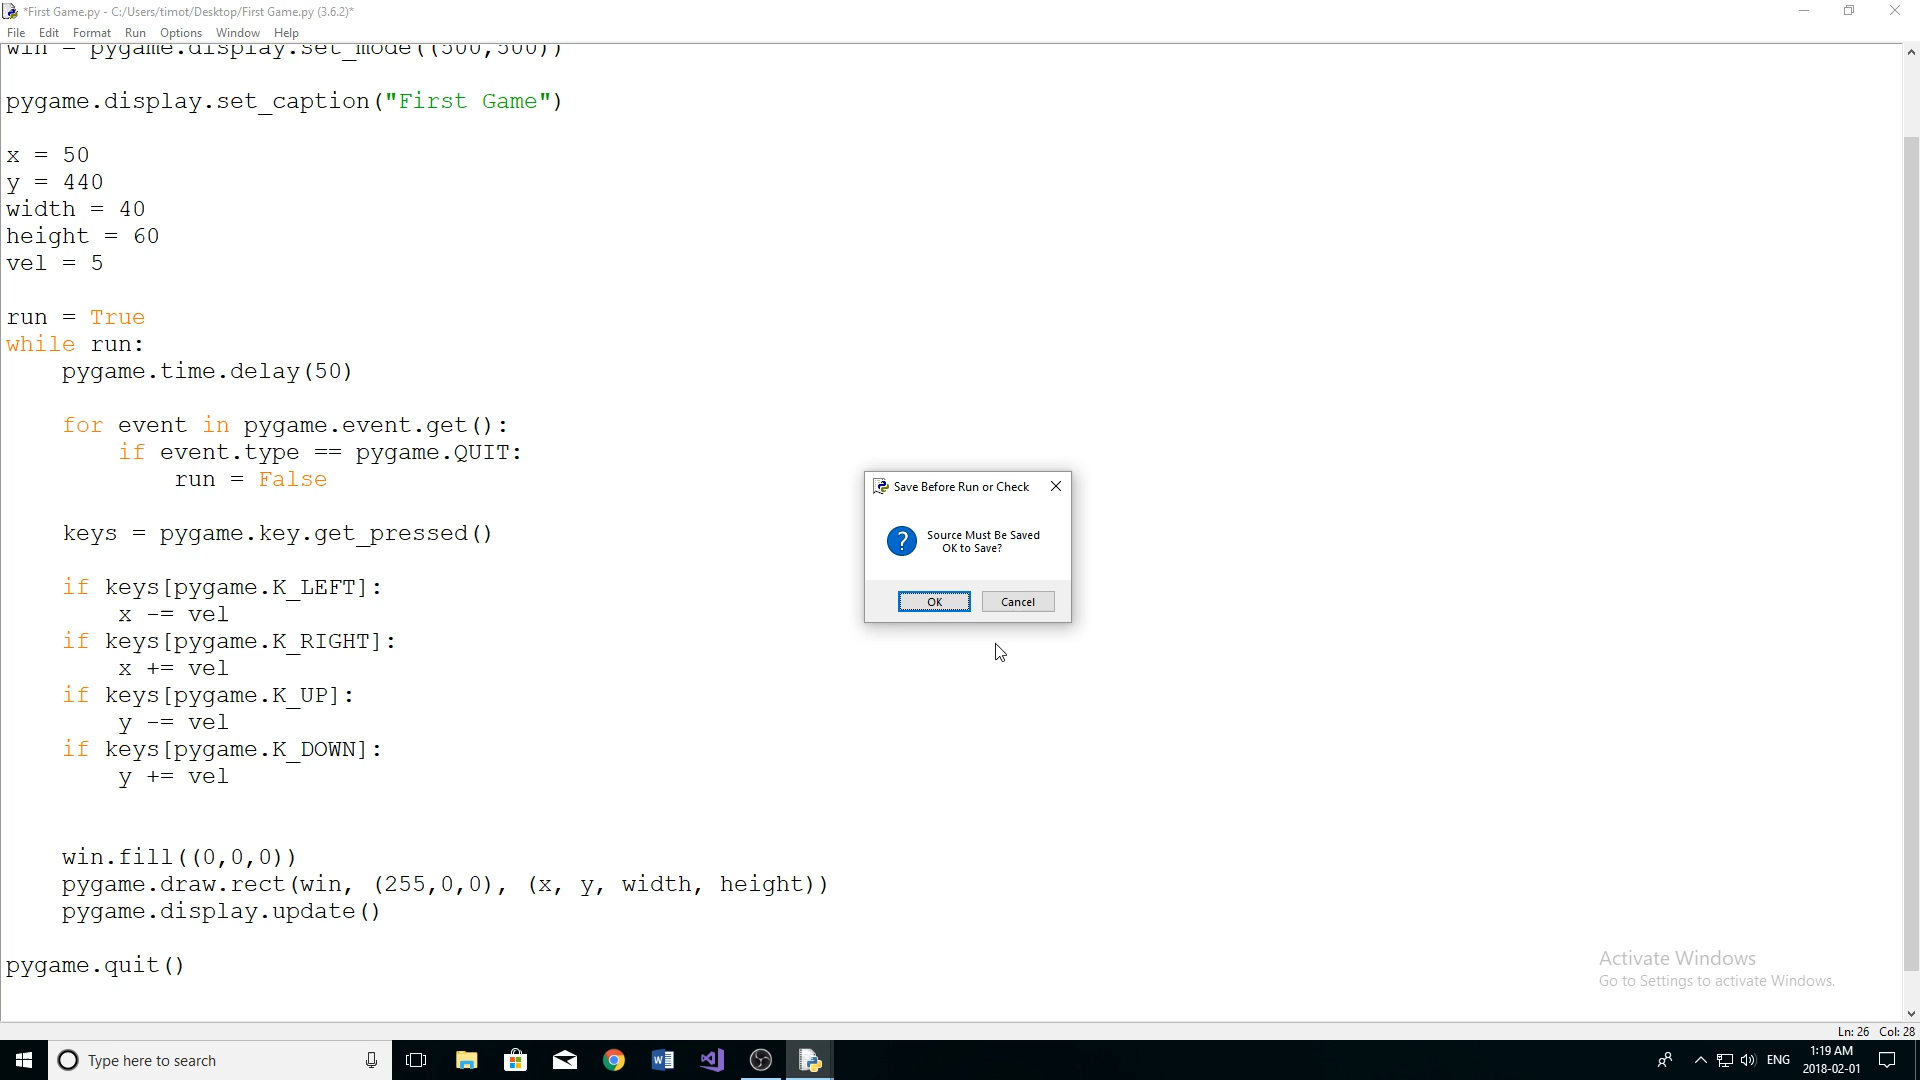 *First Game.py - C:/Users/timot/Desktop/First Game.py (3.6.2)*
File Edit Format Run Options Window Help
win = pygame.display.set_mode((500,500))
pygame.display.set_caption("First Game")
x = 50
y = 440
width = 40
height = 60
vel = 5
run = True
while run:
    pygame.time.delay(50)
    for event in pygame.event.get():
        if event.type == pygame.QUIT:
            run = False
    keys = pygame.key.get_pressed()
    if keys[pygame.K_LEFT]:
        x -= vel
    if keys[pygame.K_RIGHT]:
        x += vel
    if keys[pygame.K_UP]:
        y -= vel
    if keys[pygame.K_DOWN]:
        y += vel
    win.fill((0,0,0))
    pygame.draw.rect(win, (255,0,0), (x, y, width, height))
    pygame.display.update()
pygame.quit()
Save Before Run or Check
Source Must Be Saved
OK to Save?
OK Cancel
Activate Windows
Go to Settings to activate Windows.
Ln: 26 Col: 28
Type here to search
ENG
1:19 AM
2018-02-01